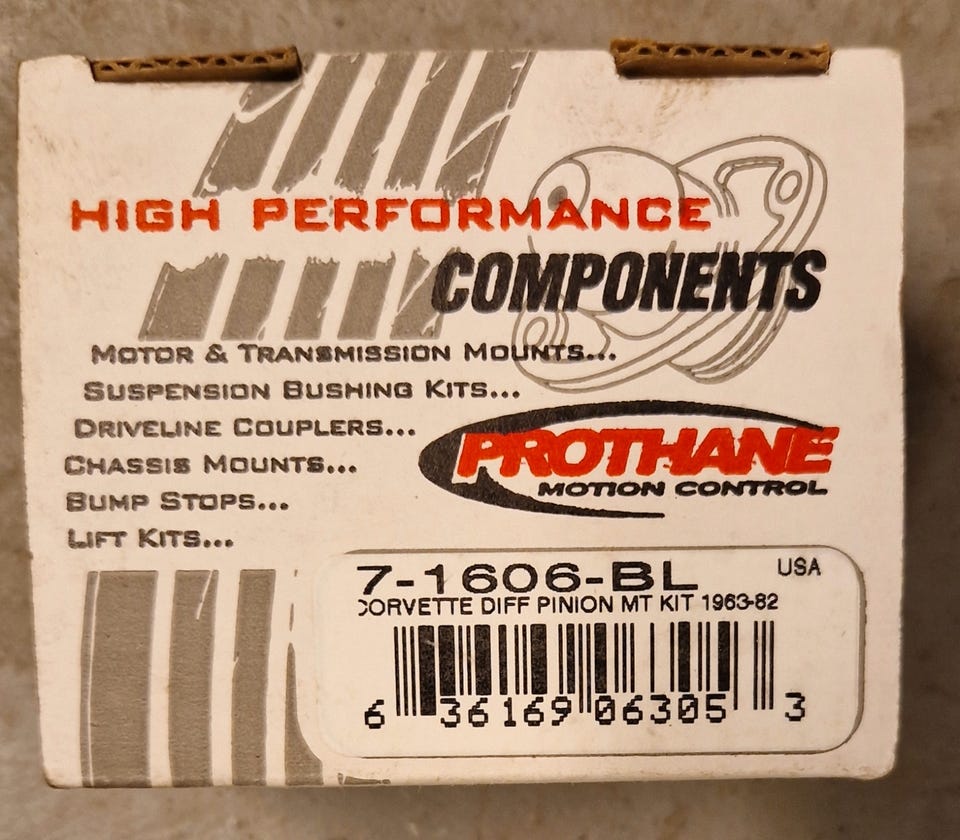 HIGH PERFORMANCE
COMPONENTS
MOTOR & TRANSMISSION MOUNTS...
SUSPENSION BUSHING KITS...
DRIVELINE COUPLERS...
CHASSIS MOUNTS...
BUMP STOPS...
LIFT KITS...
PROTHANE
MOTION CONTROL
7-1606-BL USA
CORVETTE DIFF PINION MT KIT 1963-82
6 36169 06305 3